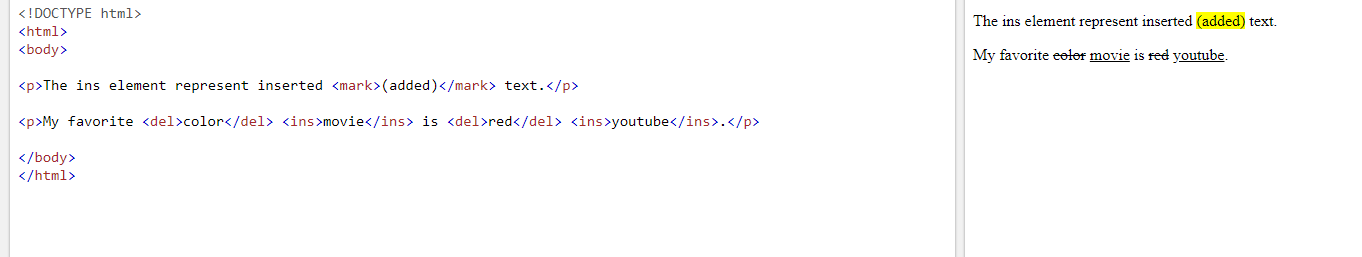 <!DOCTYPE html>
<html>
<body>
<p>The ins element represent inserted <mark>(added)</mark> text.</p>
<p>My favorite <del>color</del> <ins>movie</ins> is <del>red</del> <ins>youtube</ins>.</p>
</body>
</html>
The ins element represent inserted (added) text.
My favorite color movie is red youtube.